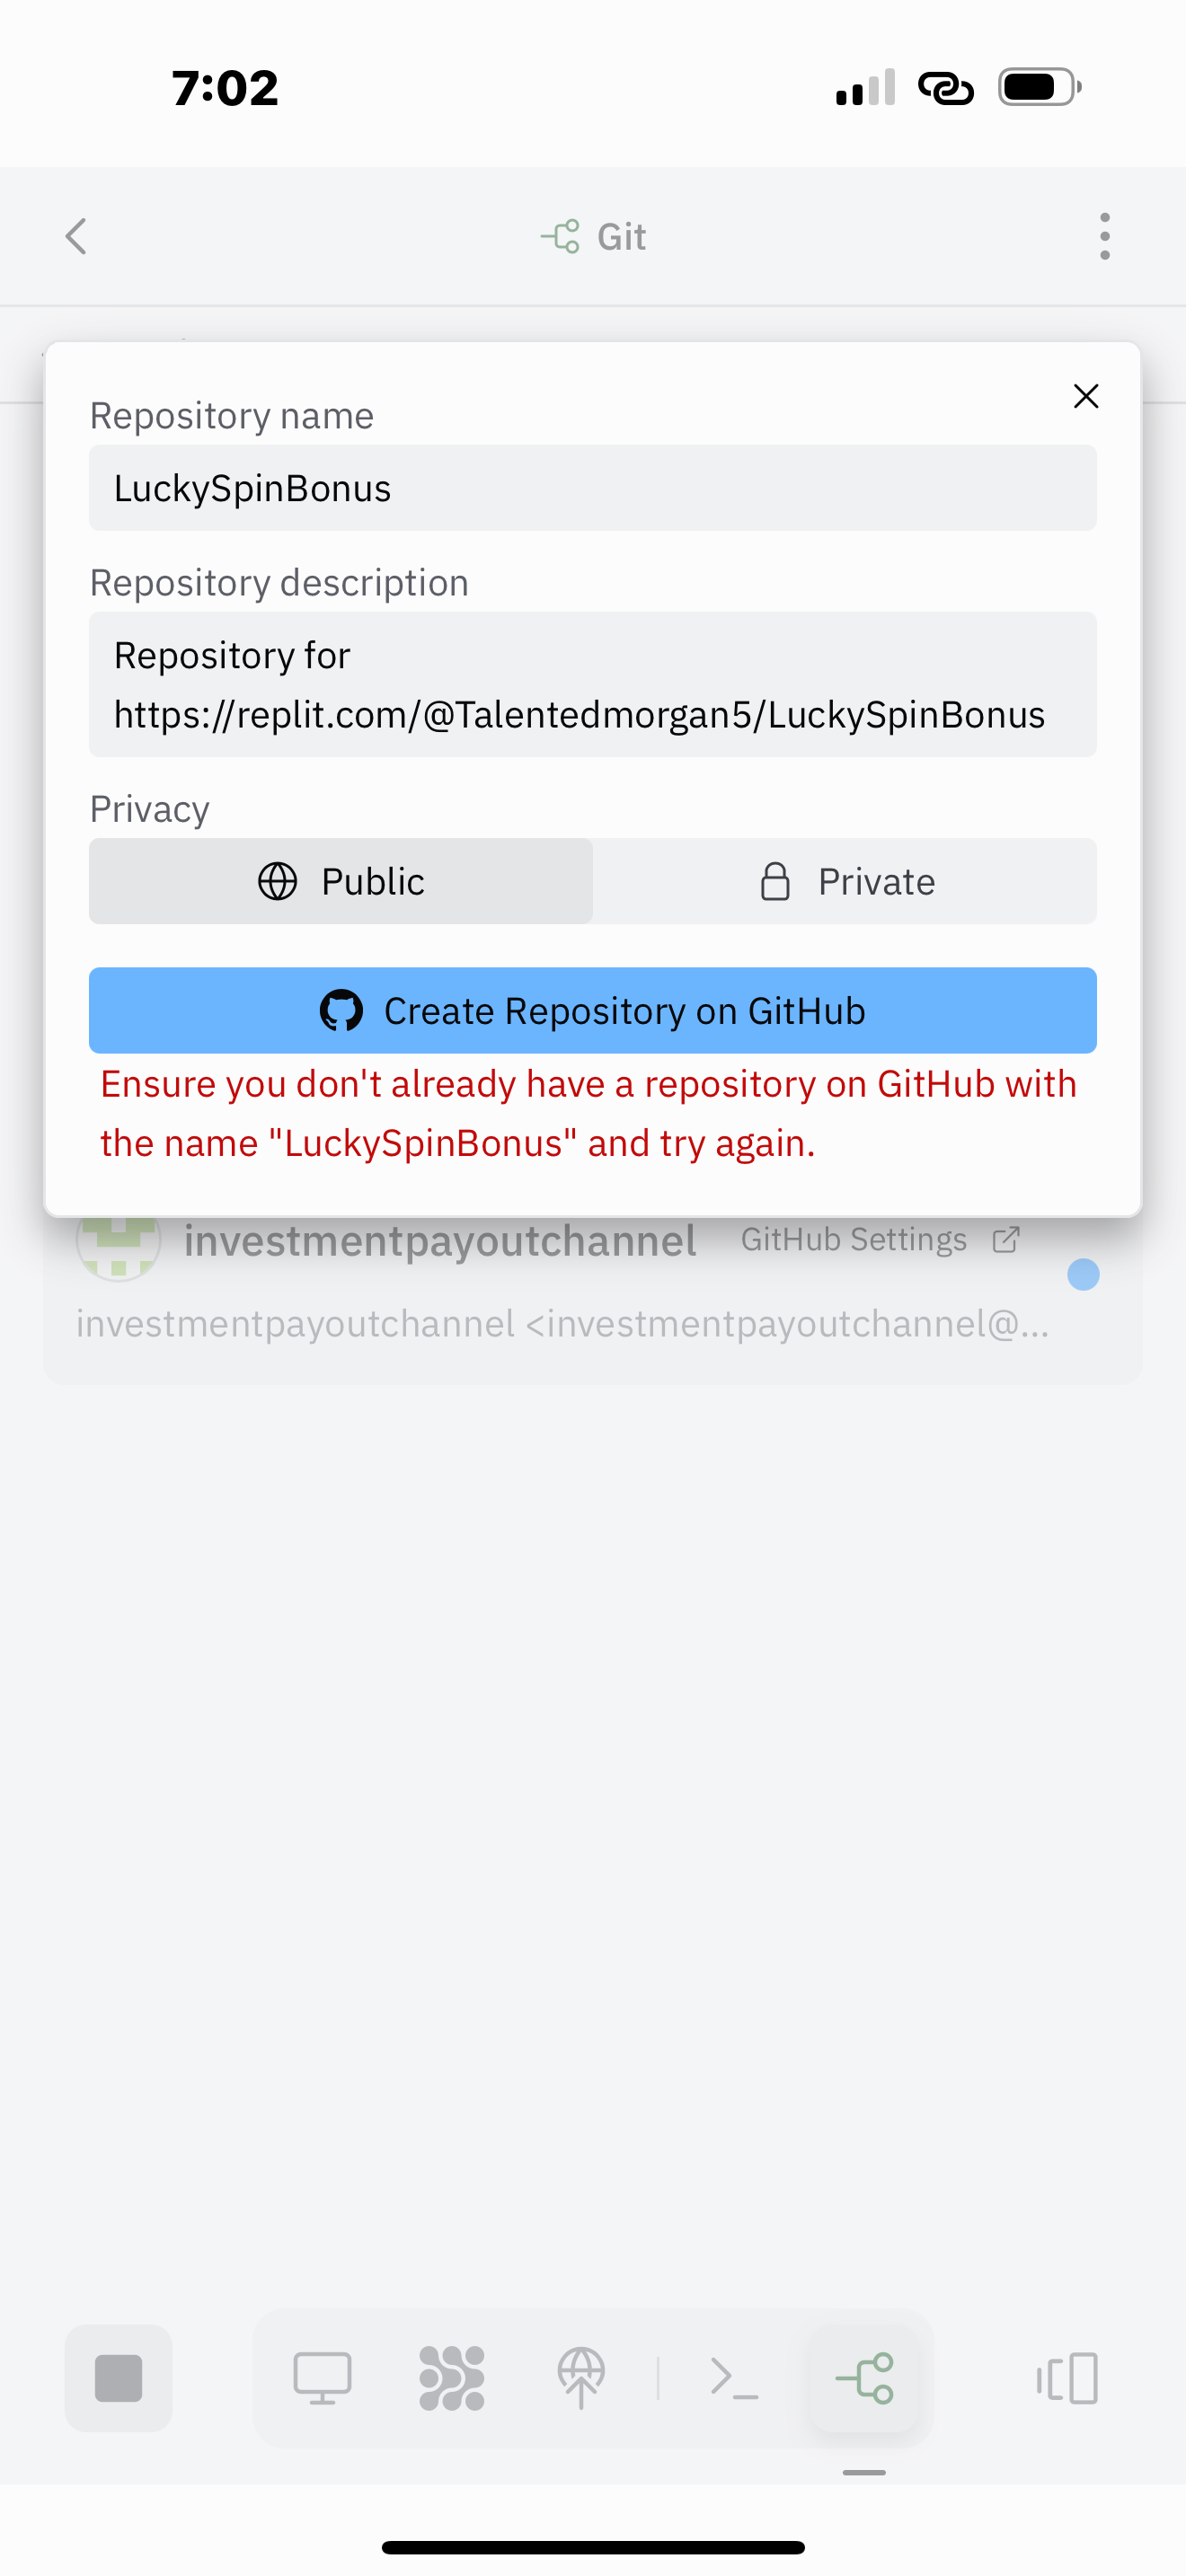 7:02
Git
Repository name
LuckySpinBonus
Repository description
Repository for
https://replit.com/@Talentedmorgan5/LuckySpinBonus
Privacy
Public
Private
Create Repository on GitHub
Ensure you don't already have a repository on GitHub with
the name "LuckySpinBonus" and try again.
investmentpayoutchannel
GitHub Settings
investmentpayoutchannel <investmentpayoutchannel@...